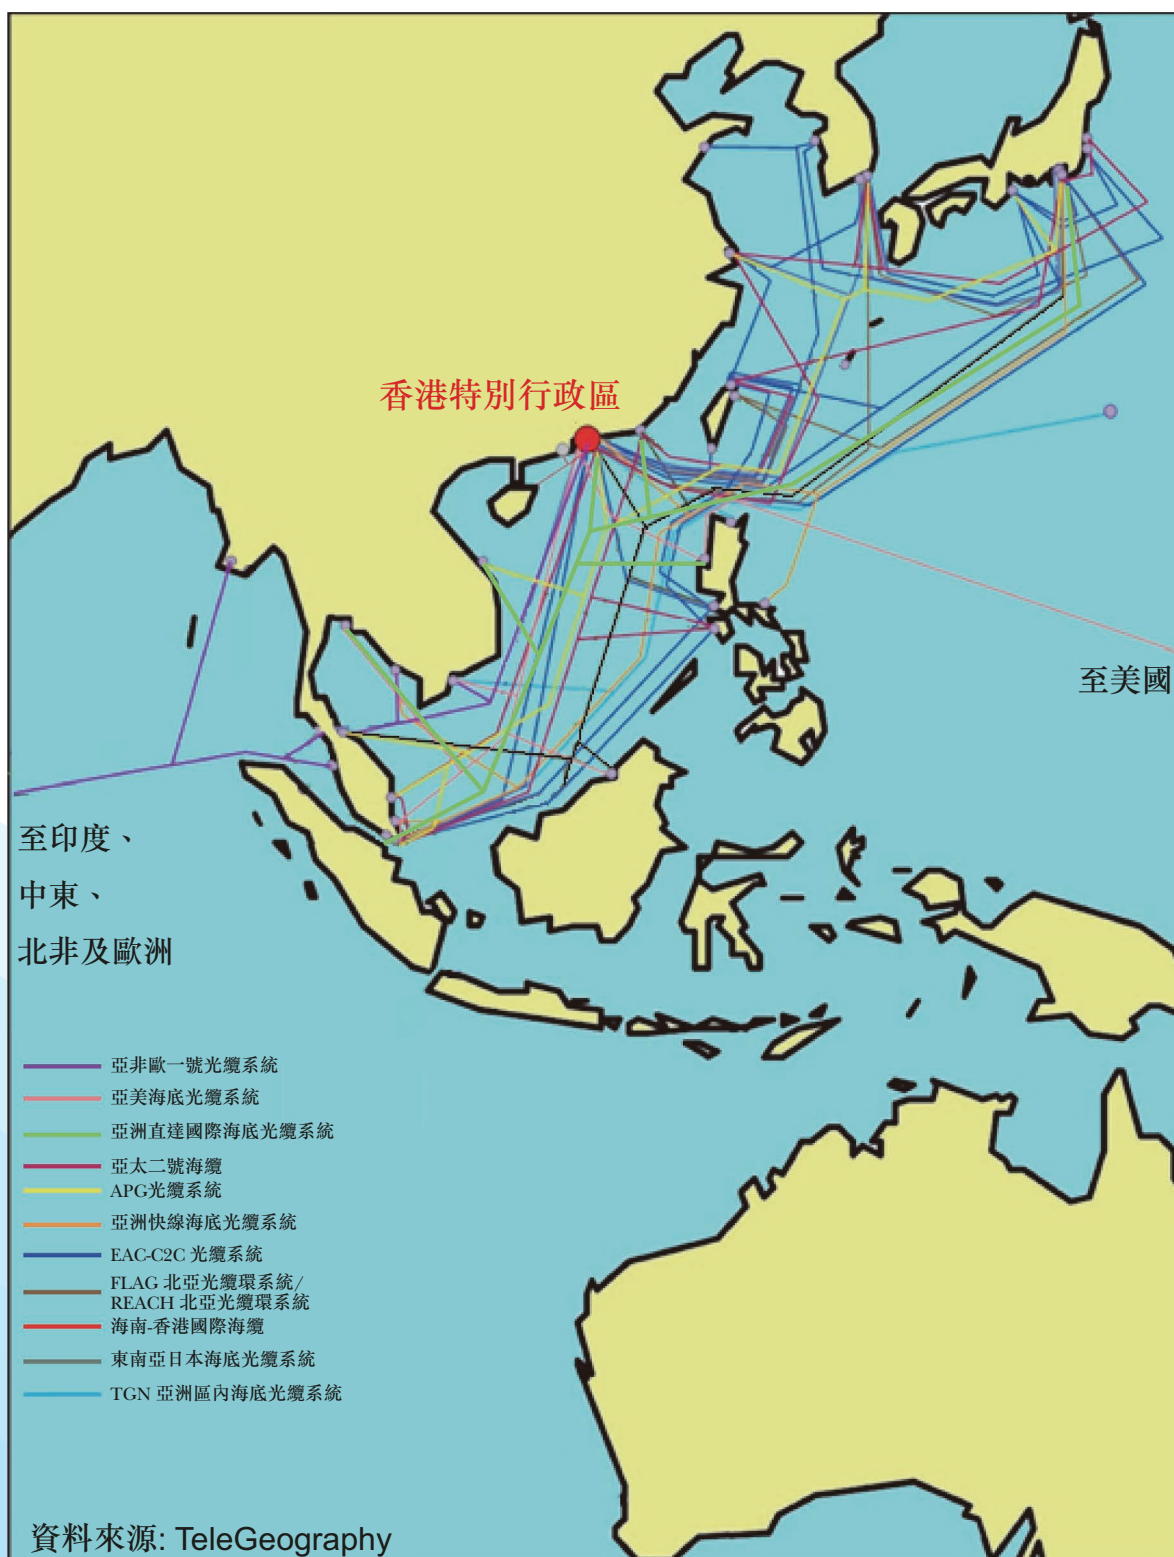 香港特別行政區
至美國
至印度、
中東、
北非及歐洲
亞非歐一號光纜系統
亞美海底光纜系統
亞洲直達國際海底光纜系統
亞太二號海纜
APG光纜系統
亞洲快線海底光纜系統
EAC-C2C 光纜系統
FLAG 北亞光纜環系統/
REACH 北亞光纜環系統
海南-香港國際海纜
東南亞日本海底光纜系統
TGN 亞洲區內海底光纜系統
資料來源: TeleGeography